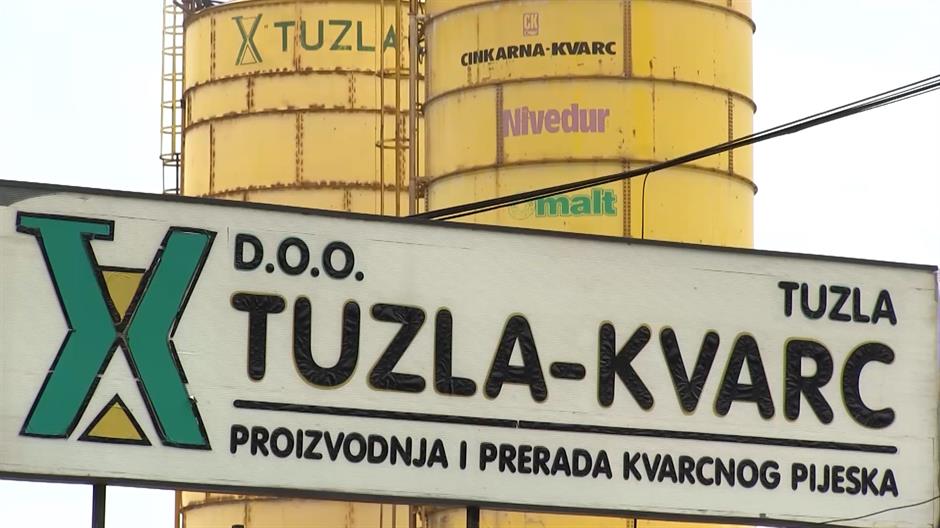 TUZLA
CK
CINKARNA-KVARC
Nivedur
malt
D.O.O.
TUZLA
TUZLA-KVARC
PROIZVODNJA I PRERADA KVARCNOG PIJESKA